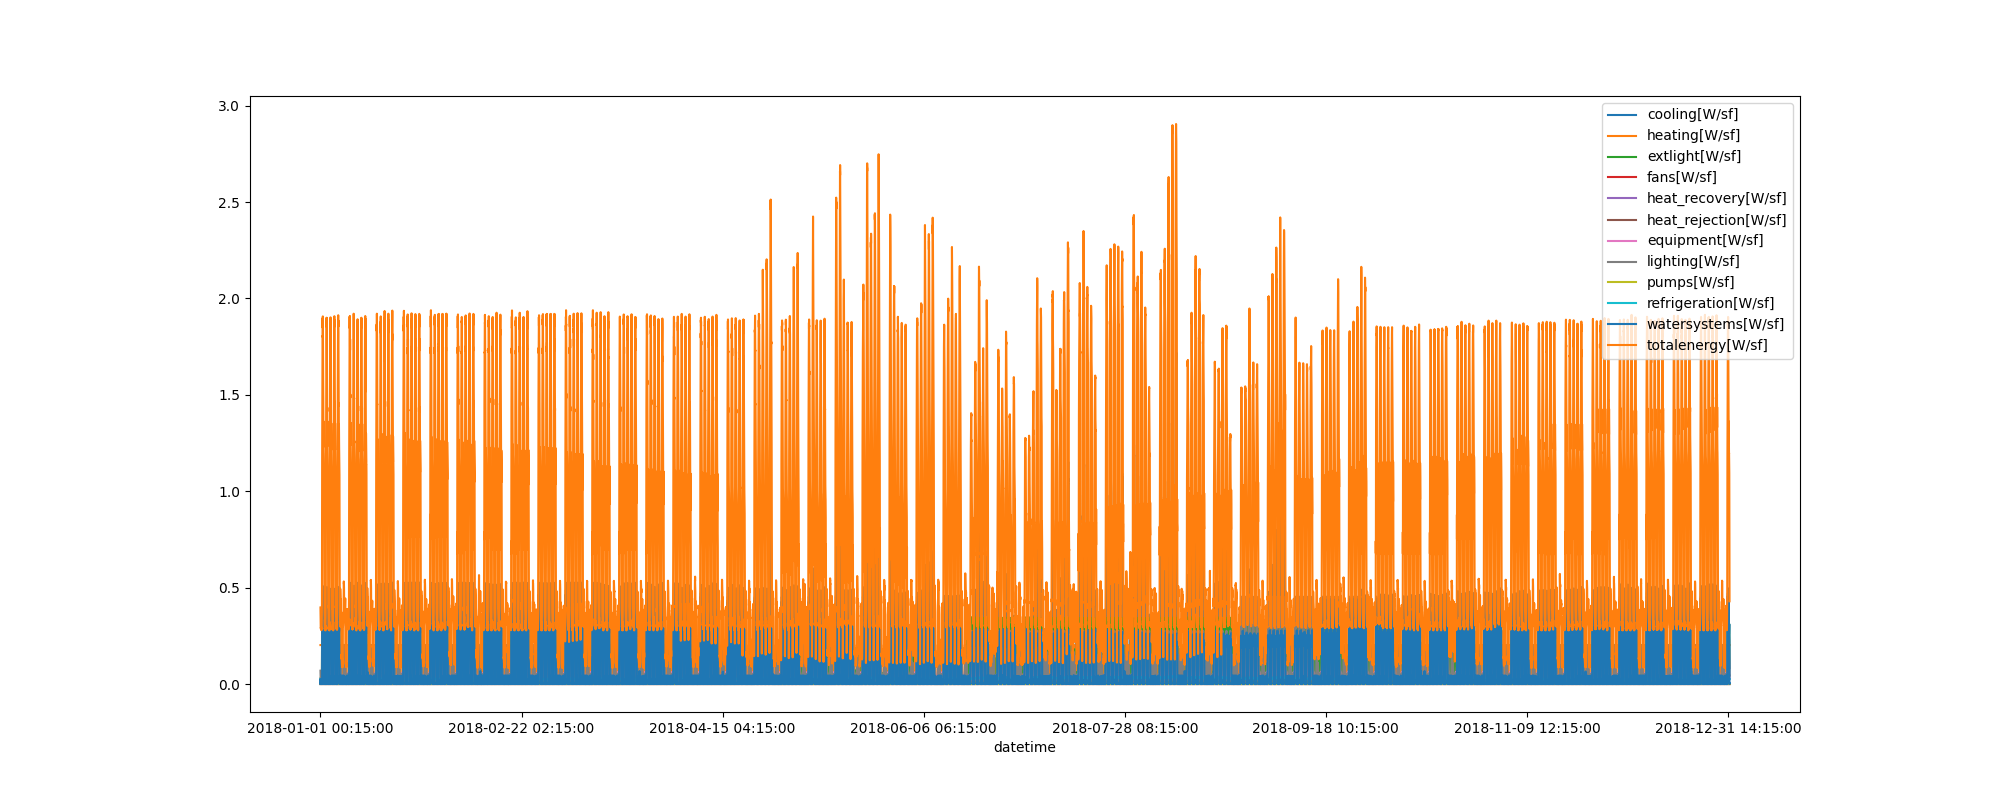 3.0
2.5
2.0
1.5
1.0
0.5
0.0
cooling[W/sf]
heating[W/sf]
extlight[W/sf]
fans[W/sf]
heat_recovery[W/sf]
heat_rejection[W/sf]
equipment[W/sf]
lighting[W/sf]
pumps[W/sf]
refrigeration[W/sf]
watersystems[W/sf]
totalenergy[W/sf]
2018-01-01 00:15:00 2018-02-22 02:15:00 2018-04-15 04:15:00 2018-06-06 06:15:00 2018-07-28 08:15:00 2018-09-18 10:15:00 2018-11-09 12:15:00 2018-12-31 14:15:00
datetime